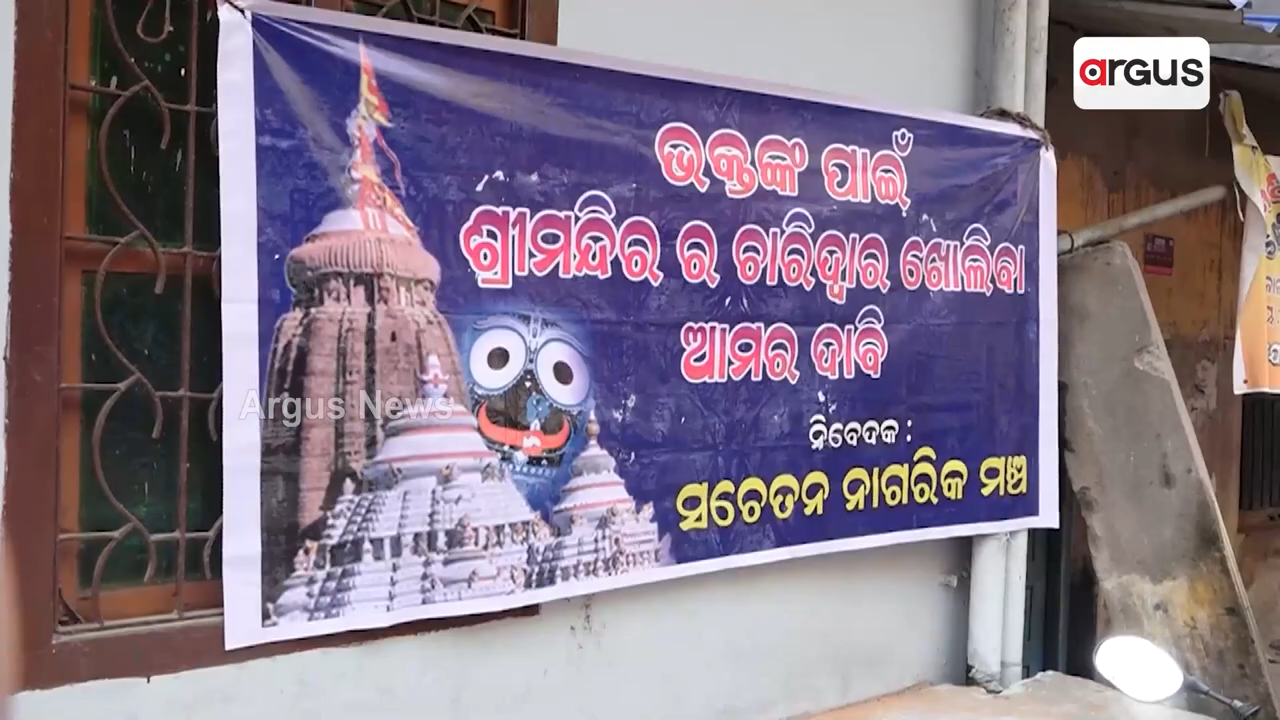 argus
ଭକ୍ତଙ୍କ ପାଇଁ
ଶ୍ରୀମନ୍ଦିର ର ଚାରିଦ୍ୱାର ଖୋଲିବା
ଆମର ଦାବି
Argus News
ନିବେଦକ :
ସଚେତନ ନାଗରିକ ମଞ୍ଚ